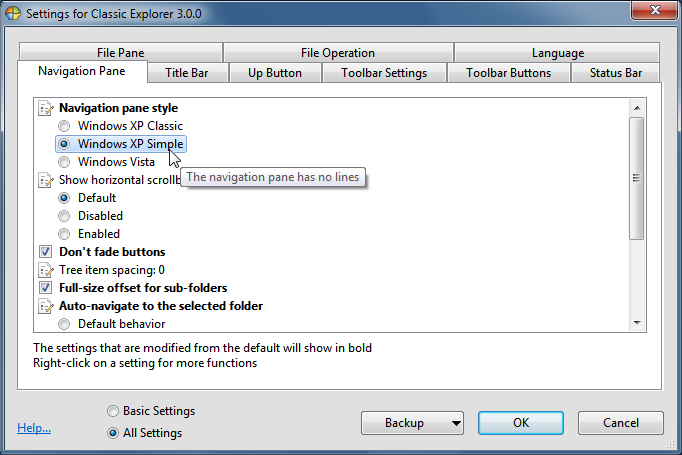 Settings for Classic Explorer 3.0.0
File Pane
File Operation
Language
Navigation Pane
Title Bar
Up Button
Toolbar Settings
Toolbar Buttons
Status Bar
Navigation pane style
Windows XP Classic
Windows XP Simple
Windows Vista
The navigation pane has no lines
Show horizontal
Default
Disabled
Enabled
Don't fade buttons
Tree item spacing: 0
Full-size offset for sub-folders
Auto-navigate to the selected folder
Default behavior
The settings that are modified from the default will show in bold
Right-click on a setting for more functions
Help...
Basic Settings
All Settings
Backup
OK
Cancel